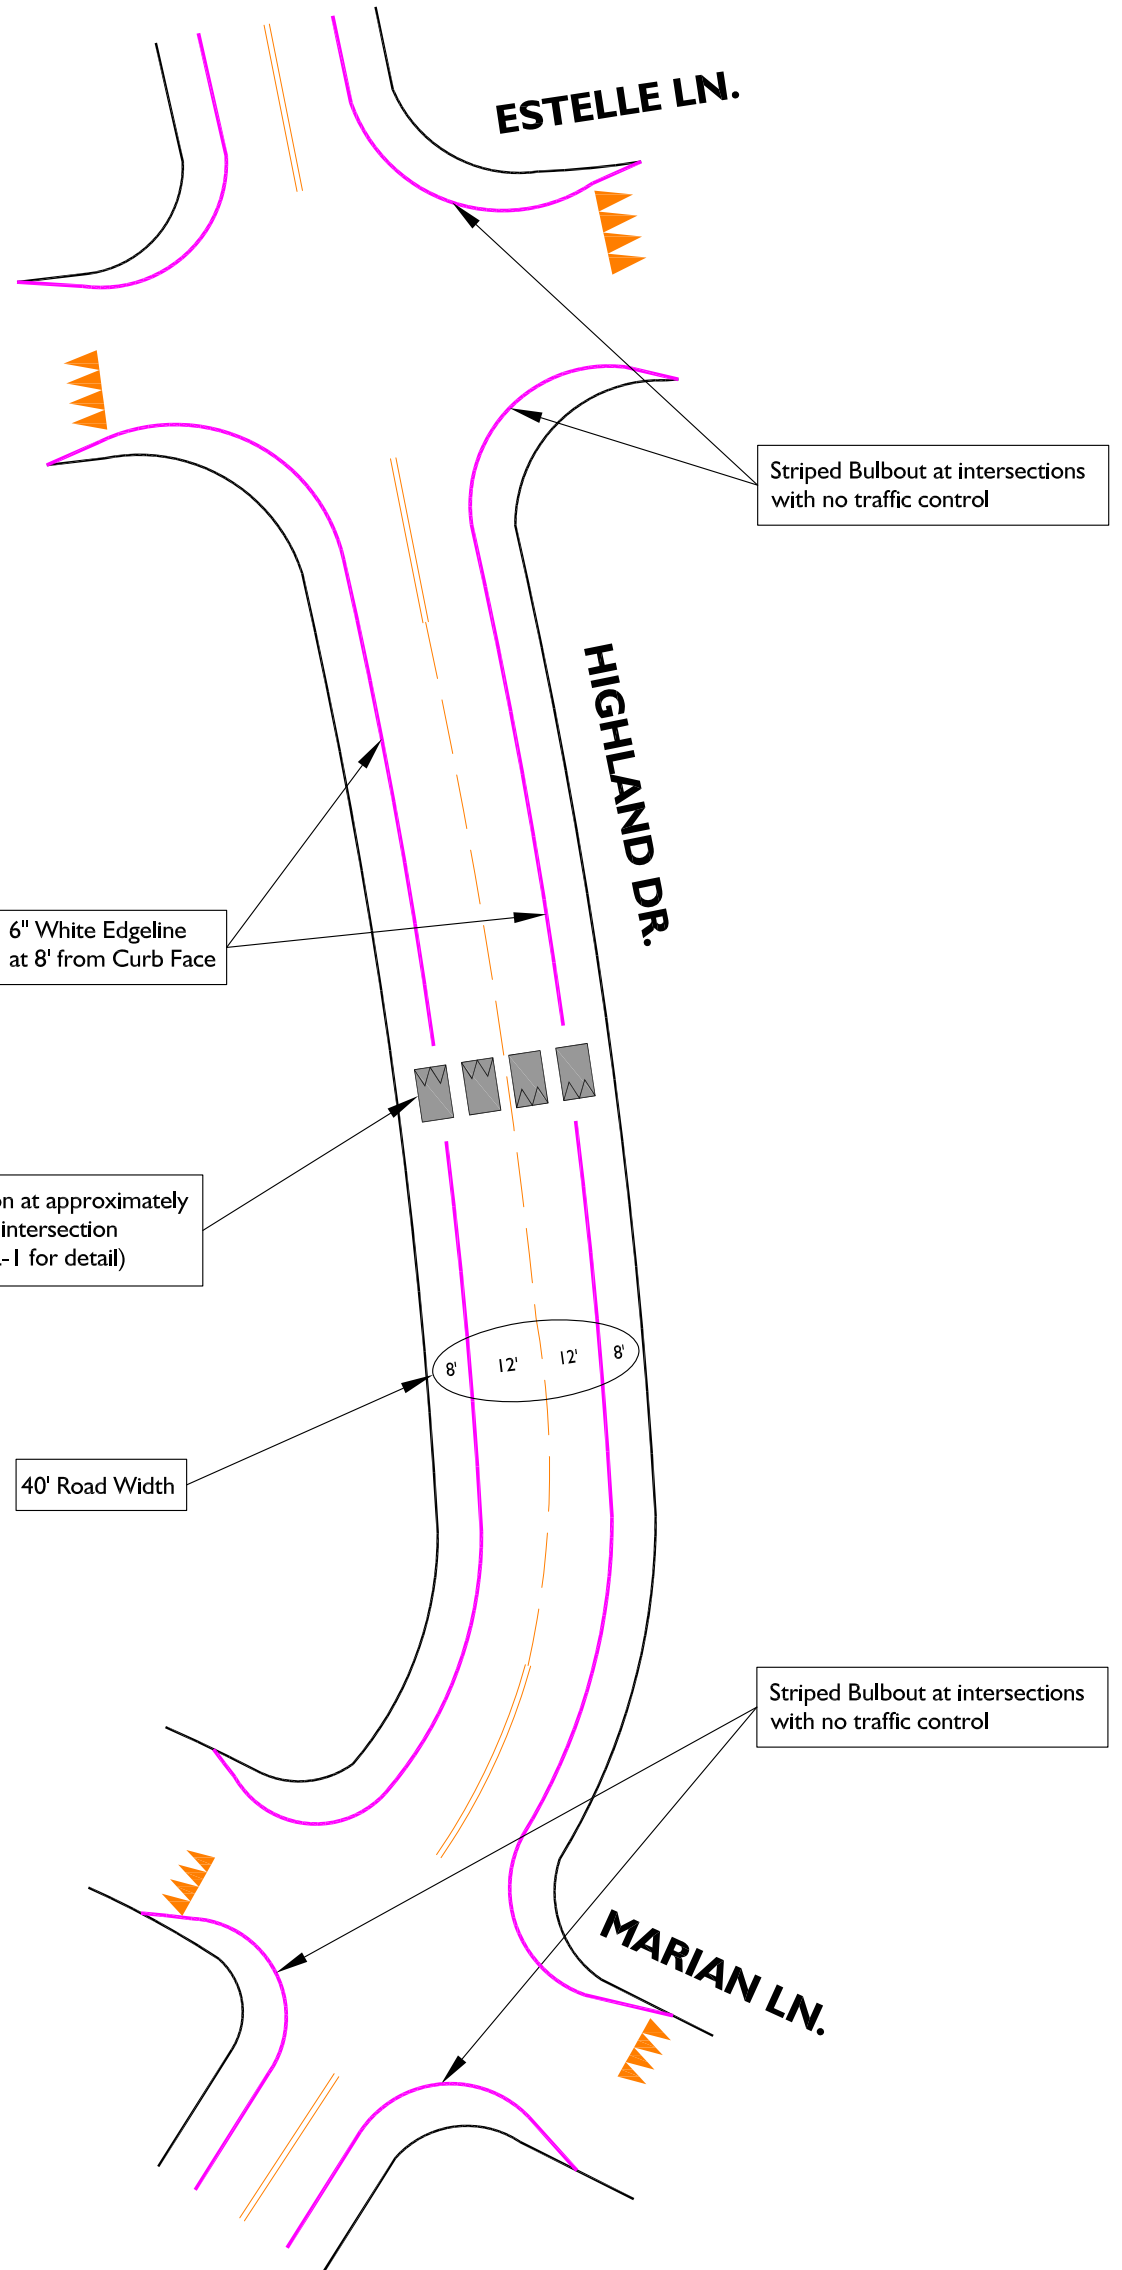 ESTELLE LN.
Striped Bulbout at intersections
with no traffic control
HIGHLAND DR.
6" White Edgeline
at 8' from Curb Face
at approximately
intersection
-1 for detail)
8' 12' 12' 8'
40' Road Width
Striped Bulbout at intersections
with no traffic control
MARIAN LN.